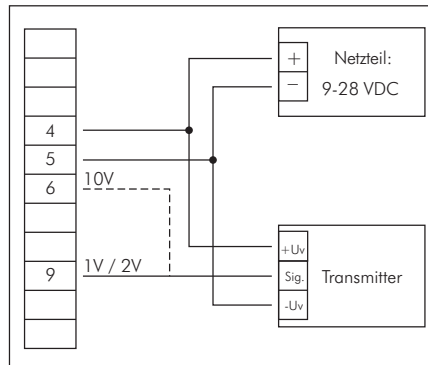 +
Netzteil:
−
9-28 VDC
4
5
6
10V
9
1V / 2V
+Uv
Sig.
Transmitter
-Uv